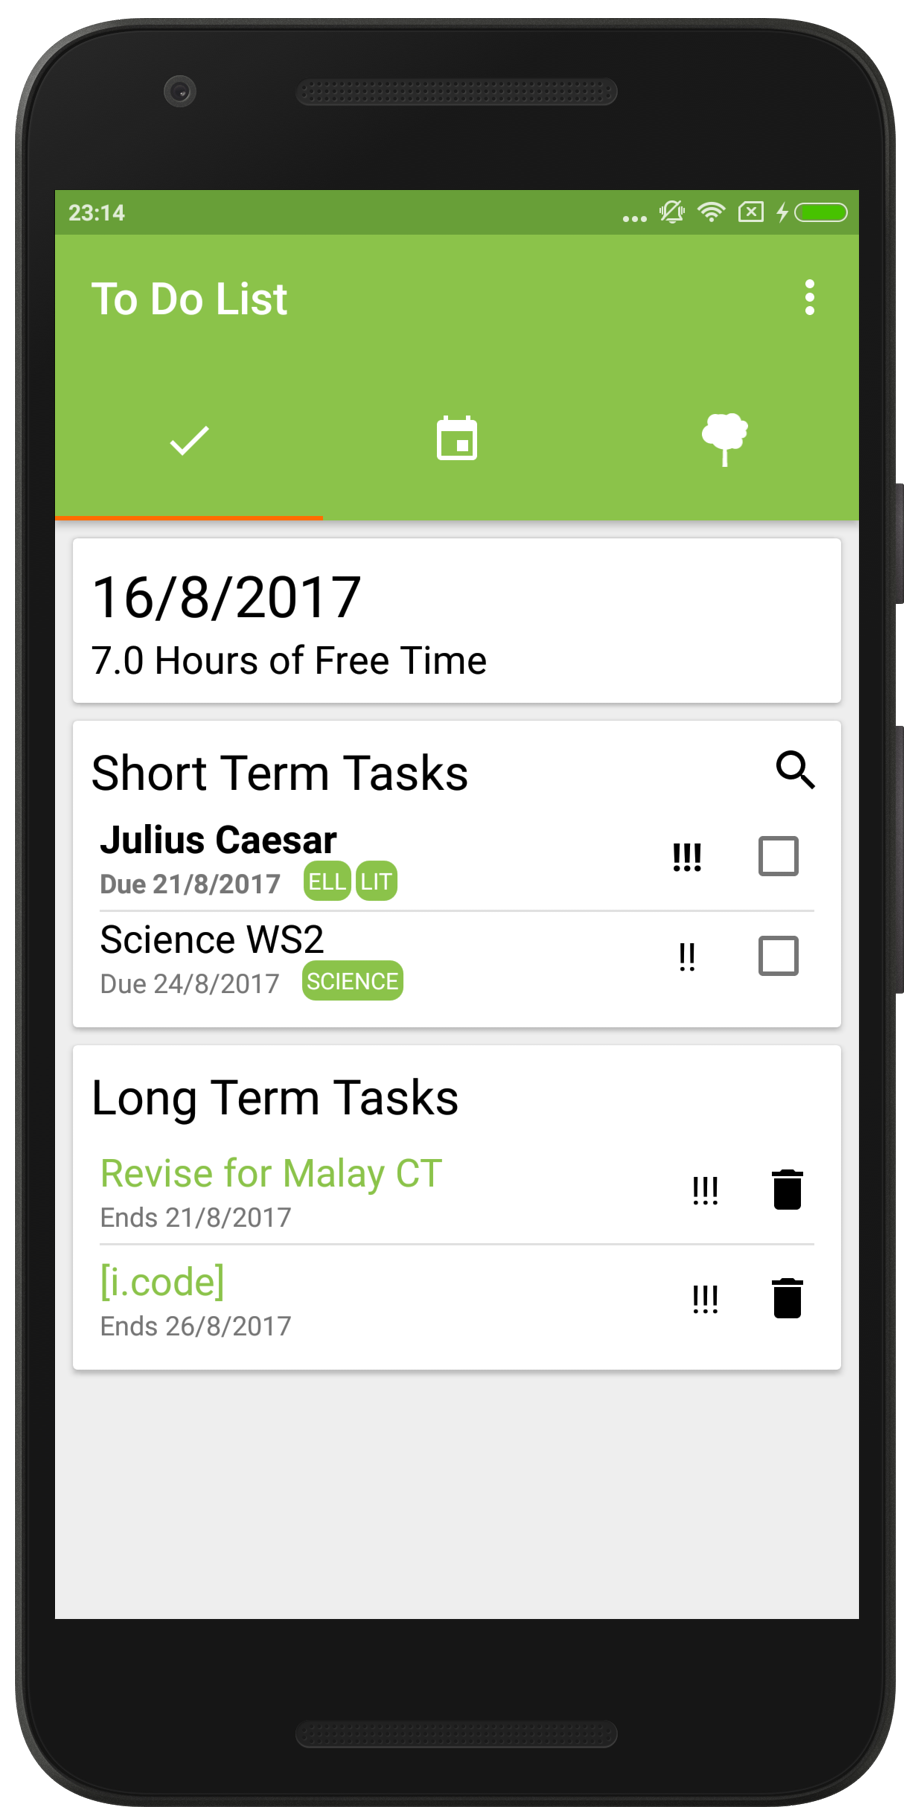 23:14
To Do List
16/8/2017
7.0 Hours of Free Time
Short Term Tasks
Julius Caesar
!!!
Due 21/8/2017 ELL LIT
Science WS2
!!
Due 24/8/2017 SCIENCE
Long Term Tasks
Revise for Malay CT
!!!
Ends 21/8/2017
[i.code]
!!!
Ends 26/8/2017